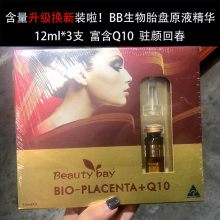 含量升级换新装啦！BB生物胎盘原液精华
12ml*3支 富含Q10 驻颜回春
Beauty bay
BIO-PLACENTA+Q10